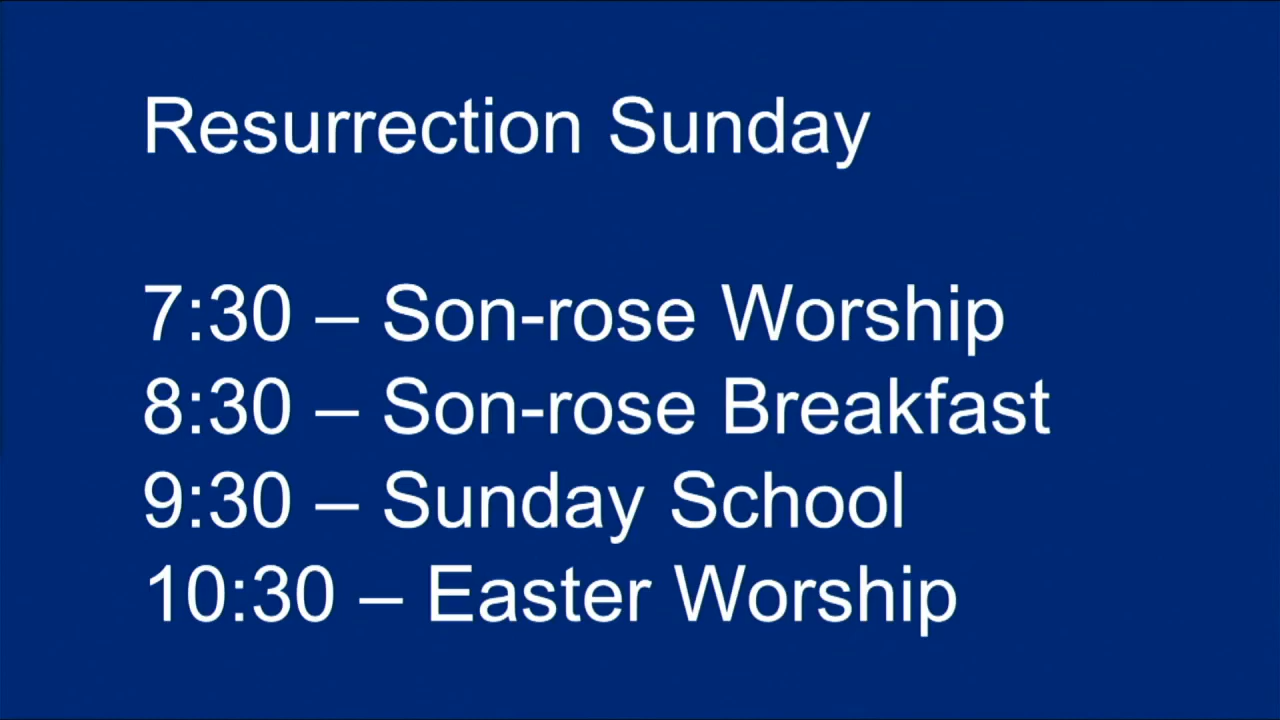 Resurrection Sunday
7:30 – Son-rose Worship
8:30 – Son-rose Breakfast
9:30 – Sunday School
10:30 – Easter Worship